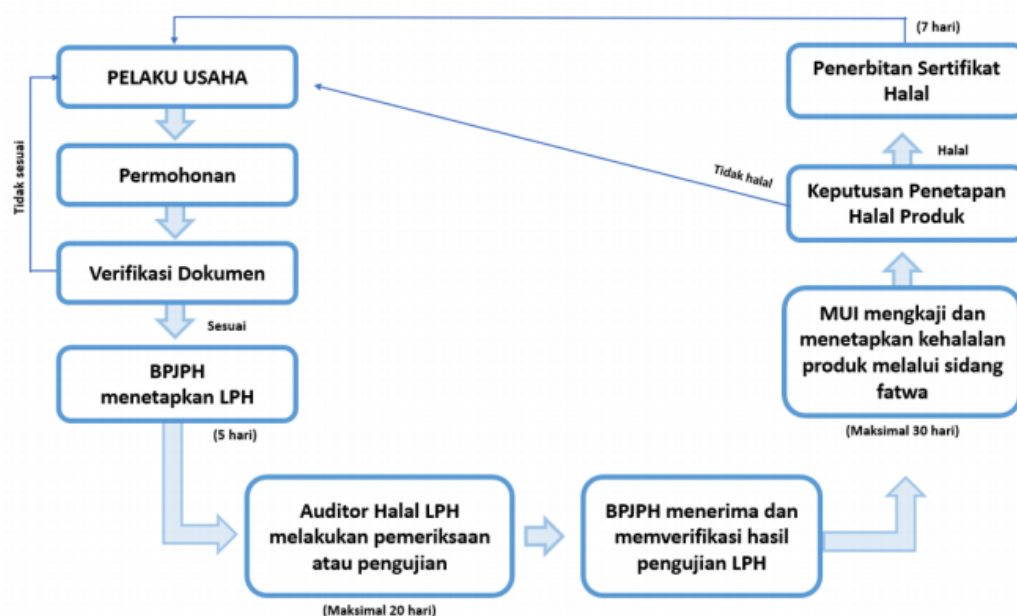 PELAKU USAHA
Permohonan
Verifikasi Dokumen
Tidak sesuai
Sesuai
BPJPH
menetapkan LPH
(5 hari)
Auditor Halal LPH
melakukan pemeriksaan
atau pengujian
(Maksimal 20 hari)
BPJPH menerima dan
memverifikasi hasil
pengujian LPH
MUI mengkaji dan
menetapkan kehalalan
produk melalui sidang
fatwa
(Maksimal 30 hari)
Keputusan Penetapan
Halal Produk
Tidak halal
Halal
Penerbitan Sertifikat
Halal
(7 hari)